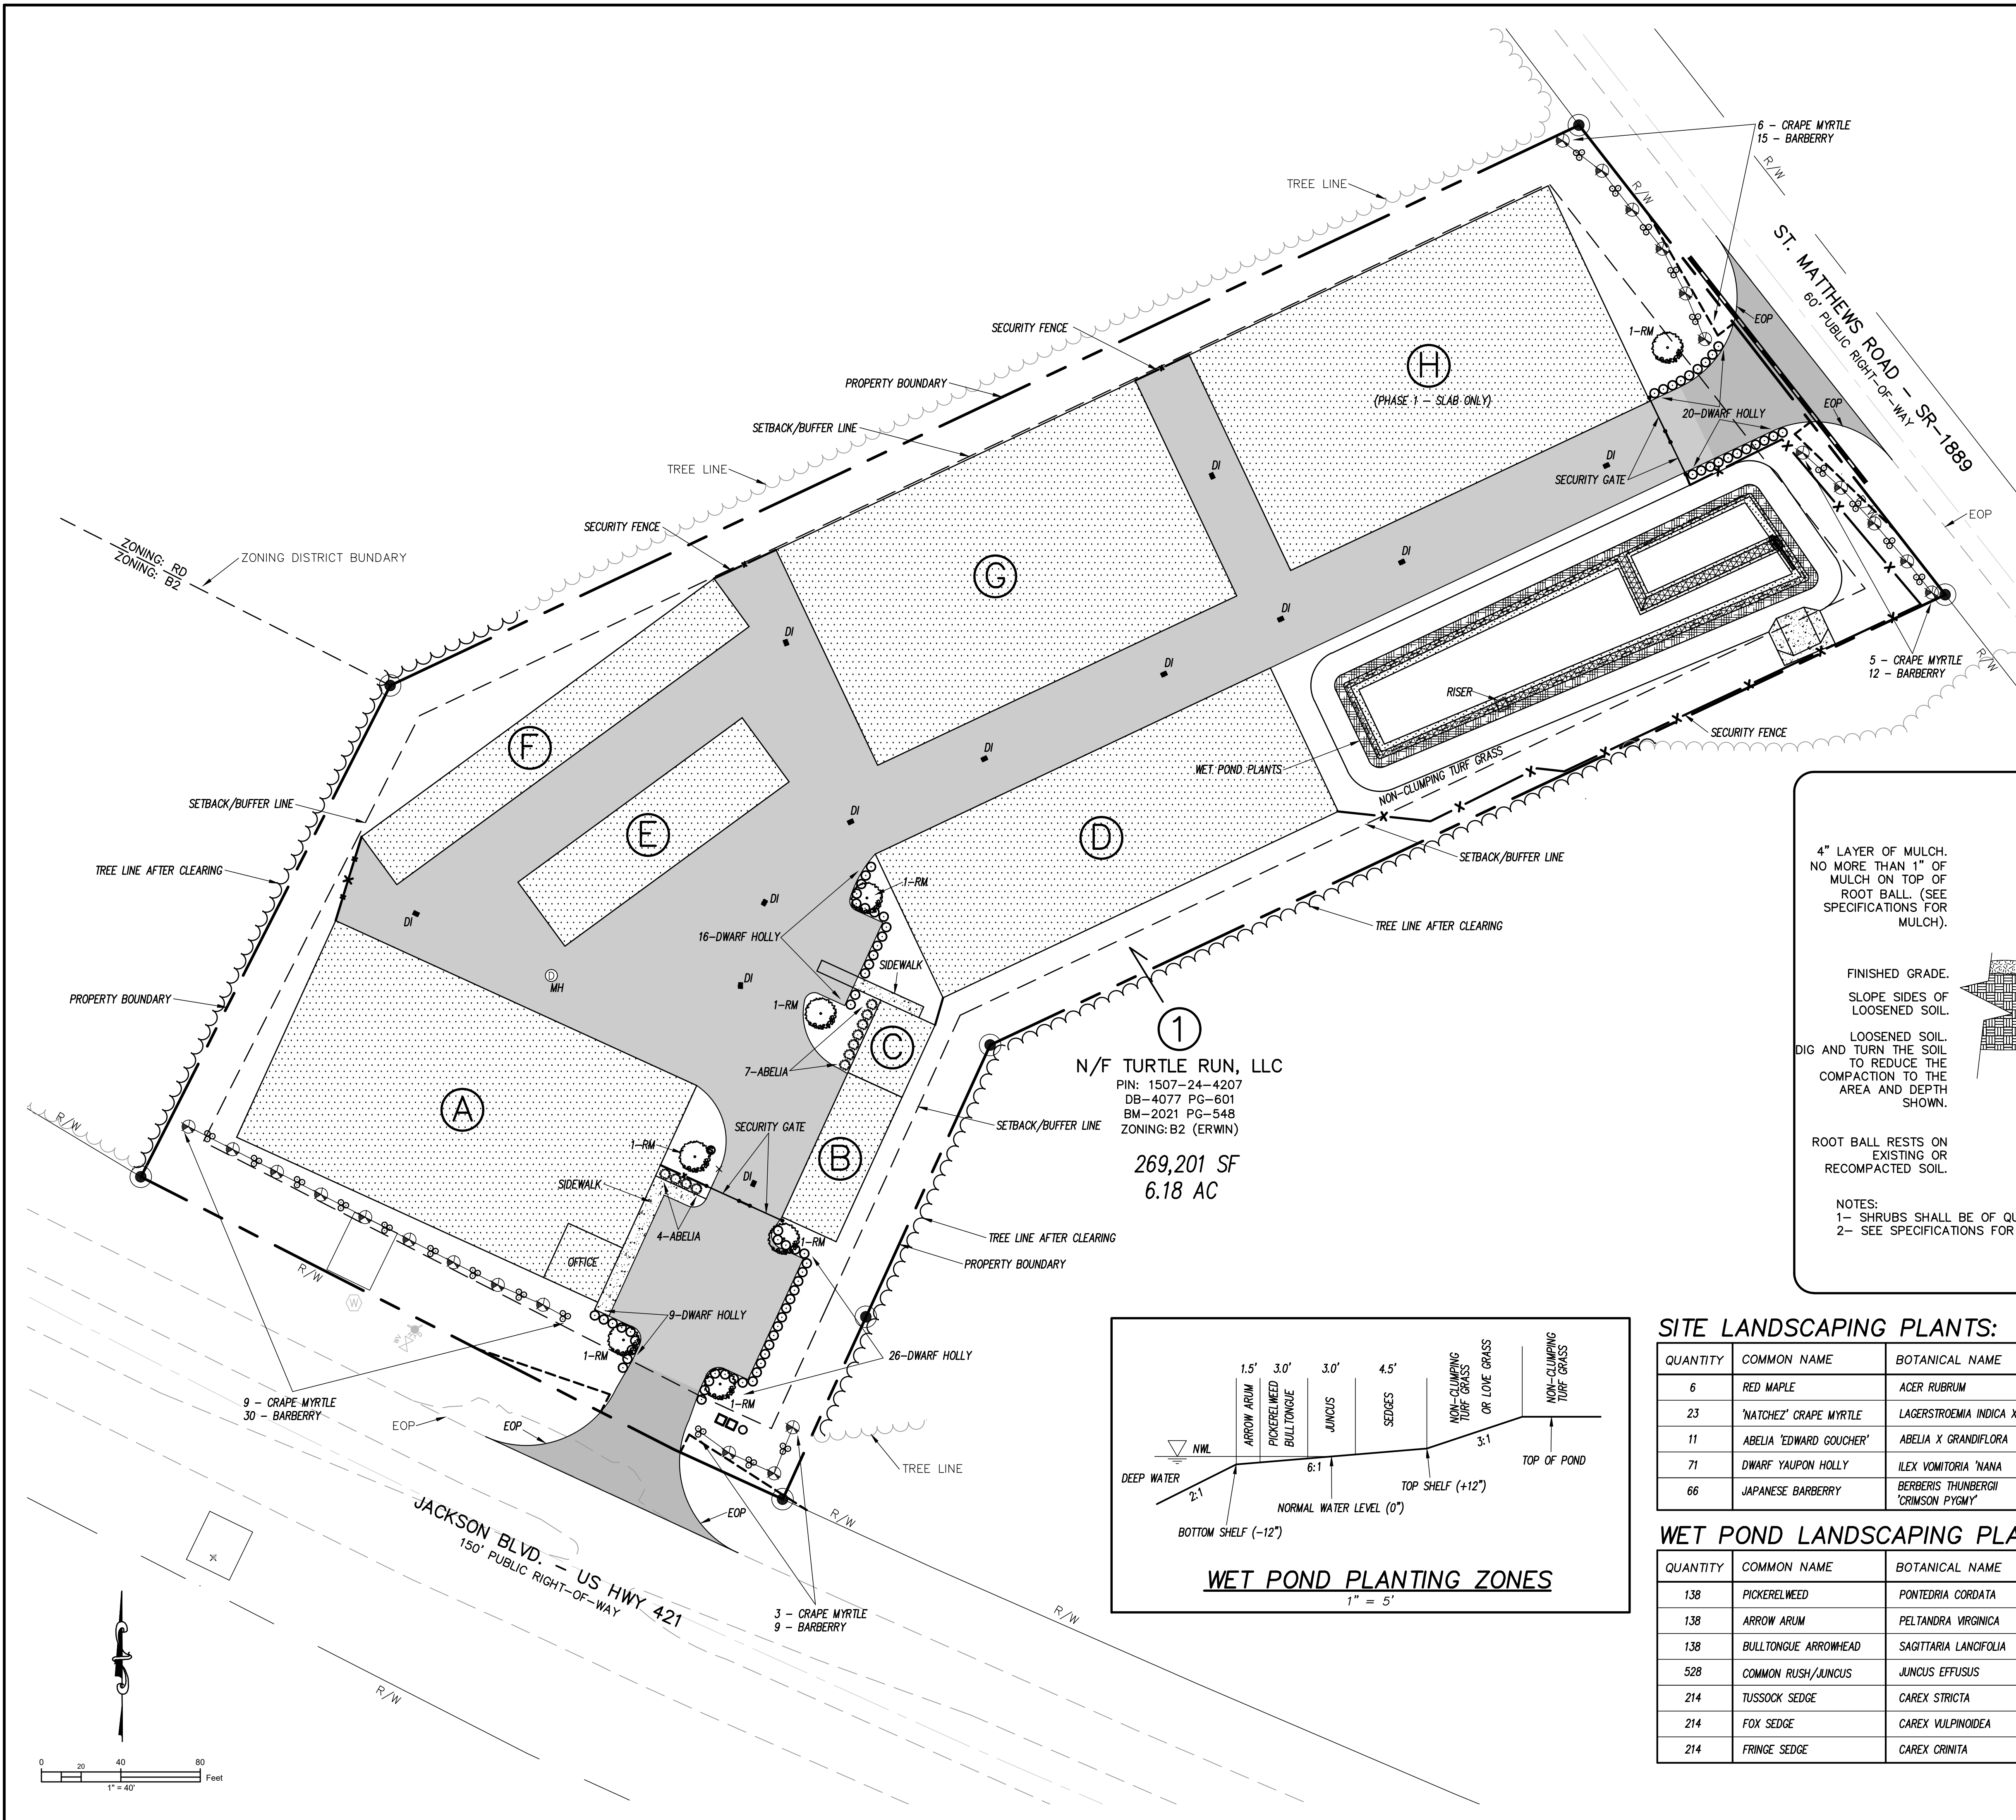 6 – CRAPE MYRTLE
15 – BARBERRY
R/W
R/W
TREE LINE
ST. MATTHEWS ROAD – SR–1889
60' PUBLIC RIGHT–OF–WAY
EOP
SECURITY FENCE
1–RM
H
(PHASE 1 – SLAB ONLY)
PROPERTY BOUNDARY
EOP
20–DWARF HOLLY
SETBACK/BUFFER LINE
DI
DI
SECURITY GATE
TREE LINE
EOP
SECURITY FENCE
ZONING: RD
ZONING: B2
ZONING DISTRICT BUNDARY
DI
G
DI
DI
DI
5 – CRAPE MYRTLE
12 – BARBERRY
R/W
RISER
SECURITY FENCE
F
DI
WET POND PLANTS
NON–CLUMPING TURF GRASS
SETBACK/BUFFER LINE
DI
E
D
SETBACK/BUFFER LINE
TREE LINE AFTER CLEARING
1–RM
DI
DI
TREE LINE AFTER CLEARING
16–DWARF HOLLY
SIDEWALK
MH
D
DI
PROPERTY BOUNDARY
1–RM
C
1
N/F TURTLE RUN, LLC
PIN: 1507–24–4207
DB–4077 PG–601
BM–2021 PG–548
ZONING: B2 (ERWIN)
269,201 SF
6.18 AC
7–ABELIA
A
R/W
SETBACK/BUFFER LINE
SECURITY GATE
1–RM
B
DI
SIDEWALK
4–ABELIA
1–RM
TREE LINE AFTER CLEARING
PROPERTY BOUNDARY
OFFICE
R/W
W
WV
9–DWARF HOLLY
1–RM
26–DWARF HOLLY
1–RM
9 – CRAPE MYRTLE
30 – BARBERRY
EOP
EOP
TREE LINE
EOP
R/W
JACKSON BLVD. – US HWY 421
150' PUBLIC RIGHT–OF–WAY
3 – CRAPE MYRTLE
9 – BARBERRY
R/W
R/W
0
20
40
80
Feet
1" = 40'
4" LAYER OF MULCH.
NO MORE THAN 1" OF
MULCH ON TOP OF
ROOT BALL. (SEE
SPECIFICATIONS FOR
MULCH).
FINISHED GRADE.
SLOPE SIDES OF
LOOSENED SOIL.
LOOSENED SOIL.
DIG AND TURN THE SOIL
TO REDUCE THE
COMPACTION TO THE
AREA AND DEPTH
SHOWN.
ROOT BALL RESTS ON
EXISTING OR
RECOMPACTED SOIL.
NOTES:
1– SHRUBS SHALL BE OF QU
2– SEE SPECIFICATIONS FOR
1.5'
3.0'
3.0'
4.5'
ARROW ARUM
PICKERELWEED
BULLTONGUE
JUNCUS
SEDGES
NON–CLUMPING
TURF GRASS
OR LOVE GRASS
NON–CLUMPING
TURF GRASS
NWL
DEEP WATER
2:1
6:1
3:1
TOP OF POND
TOP SHELF (+12")
NORMAL WATER LEVEL (0")
BOTTOM SHELF (–12")
WET POND PLANTING ZONES
1" = 5'
SITE LANDSCAPING PLANTS:
QUANTITY COMMON NAME BOTANICAL NAME
6 RED MAPLE ACER RUBRUM
23 'NATCHEZ' CRAPE MYRTLE LAGERSTROEMIA INDICA X
11 ABELIA 'EDWARD GOUCHER' ABELIA X GRANDIFLORA
71 DWARF YAUPON HOLLY ILEX VOMITORIA 'NANA
66 JAPANESE BARBERRY BERBERIS THUNBERGII
'CRIMSON PYGMY'
WET POND LANDSCAPING PLA
QUANTITY COMMON NAME BOTANICAL NAME
138 PICKERELWEED PONTEDRIA CORDATA
138 ARROW ARUM PELTANDRA VIRGINICA
138 BULLTONGUE ARROWHEAD SAGITTARIA LANCIFOLIA
528 COMMON RUSH/JUNCUS JUNCUS EFFUSUS
214 TUSSOCK SEDGE CAREX STRICTA
214 FOX SEDGE CAREX VULPINOIDEA
214 FRINGE SEDGE CAREX CRINITA